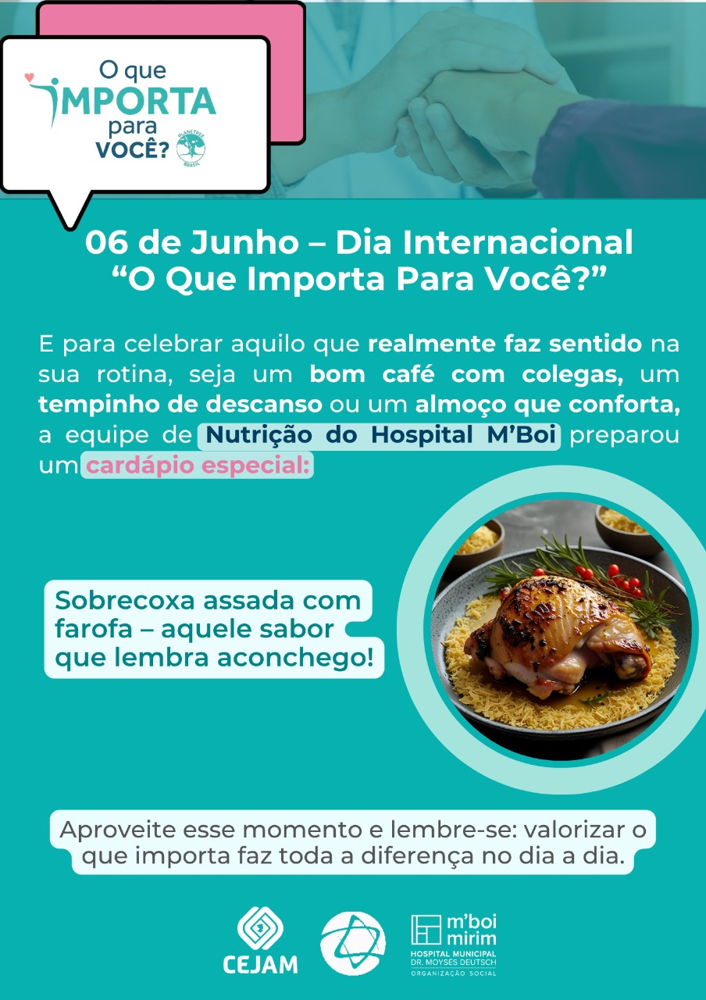 O que
IMPORTA
para
VOCÊ?
PLANETREE
BRASIL
06 de Junho – Dia Internacional
“O Que Importa Para Você?”
E para celebrar aquilo que realmente faz sentido na
sua rotina, seja um bom café com colegas, um
tempinho de descanso ou um almoço que conforta,
a equipe de Nutrição do Hospital M’Boi preparou
um cardápio especial:
Sobrecoxa assada com
farofa – aquele sabor
que lembra aconchego!
Aproveite esse momento e lembre-se: valorizar o
que importa faz toda a diferença no dia a dia.
CEJAM
m’boi
mirim
HOSPITAL MUNICIPAL
DR. MOYSÉS DEUTSCH
ORGANIZAÇÃO SOCIAL